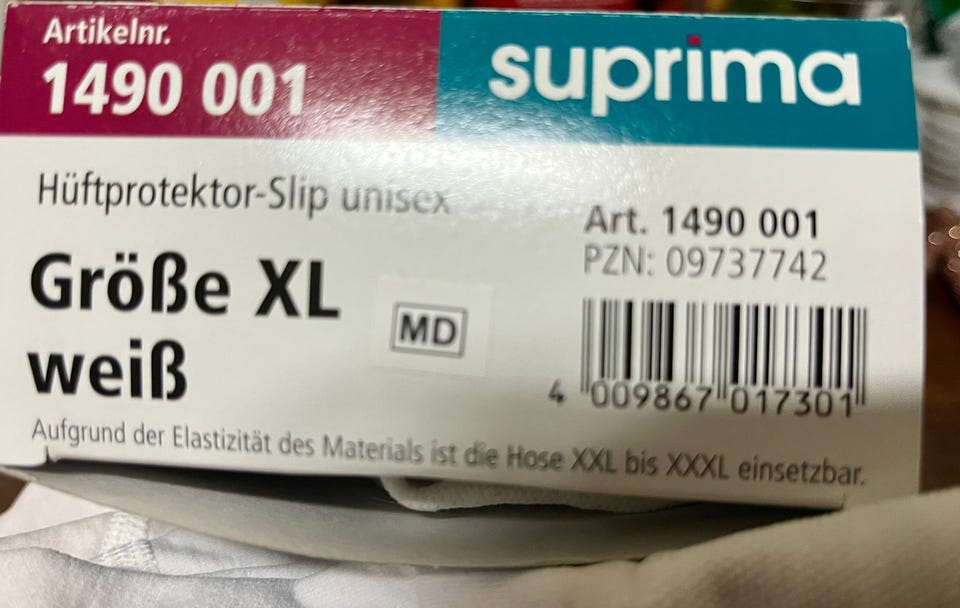 Artikelnr.
1490 001
suprima
Hüftprotektor-Slip unisex
Größe XL
weiß
MD
Art. 1490 001
PZN: 09737742
4 009867 017301
Aufgrund der Elastizität des Materials ist die Hose XXL bis XXXL einsetzbar.